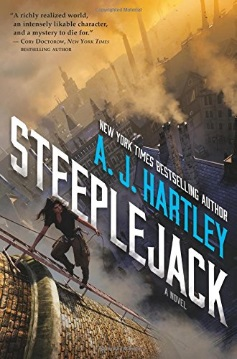 "A richly realized world,
an intensely likable character,
and a mystery to die for."
— Cory Doctorow, New York Times
bestselling author
NEW YORK TIMES BESTSELLING AUTHOR
A. J. HARTLEY
STEEPLEJACK
A NOVEL